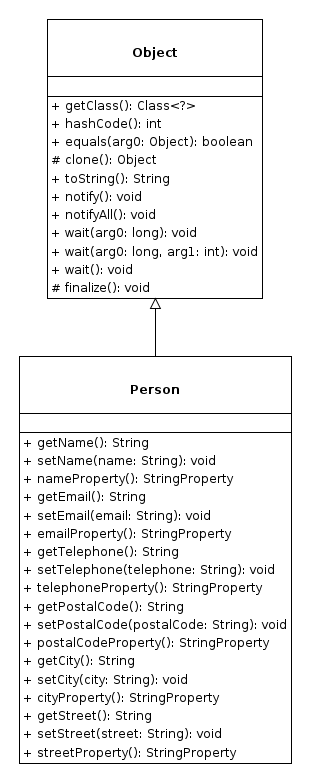 Object
+ getClass(): Class<?>
+ hashCode(): int
+ equals(arg0: Object): boolean
# clone(): Object
+ toString(): String
+ notify(): void
+ notifyAll(): void
+ wait(arg0: long): void
+ wait(arg0: long, arg1: int): void
+ wait(): void
# finalize(): void
Person
+ getName(): String
+ setName(name: String): void
+ nameProperty(): StringProperty
+ getEmail(): String
+ setEmail(email: String): void
+ emailProperty(): StringProperty
+ getTelephone(): String
+ setTelephone(telephone: String): void
+ telephoneProperty(): StringProperty
+ getPostalCode(): String
+ setPostalCode(postalCode: String): void
+ postalCodeProperty(): StringProperty
+ getCity(): String
+ setCity(city: String): void
+ cityProperty(): StringProperty
+ getStreet(): String
+ setStreet(street: String): void
+ streetProperty(): StringProperty